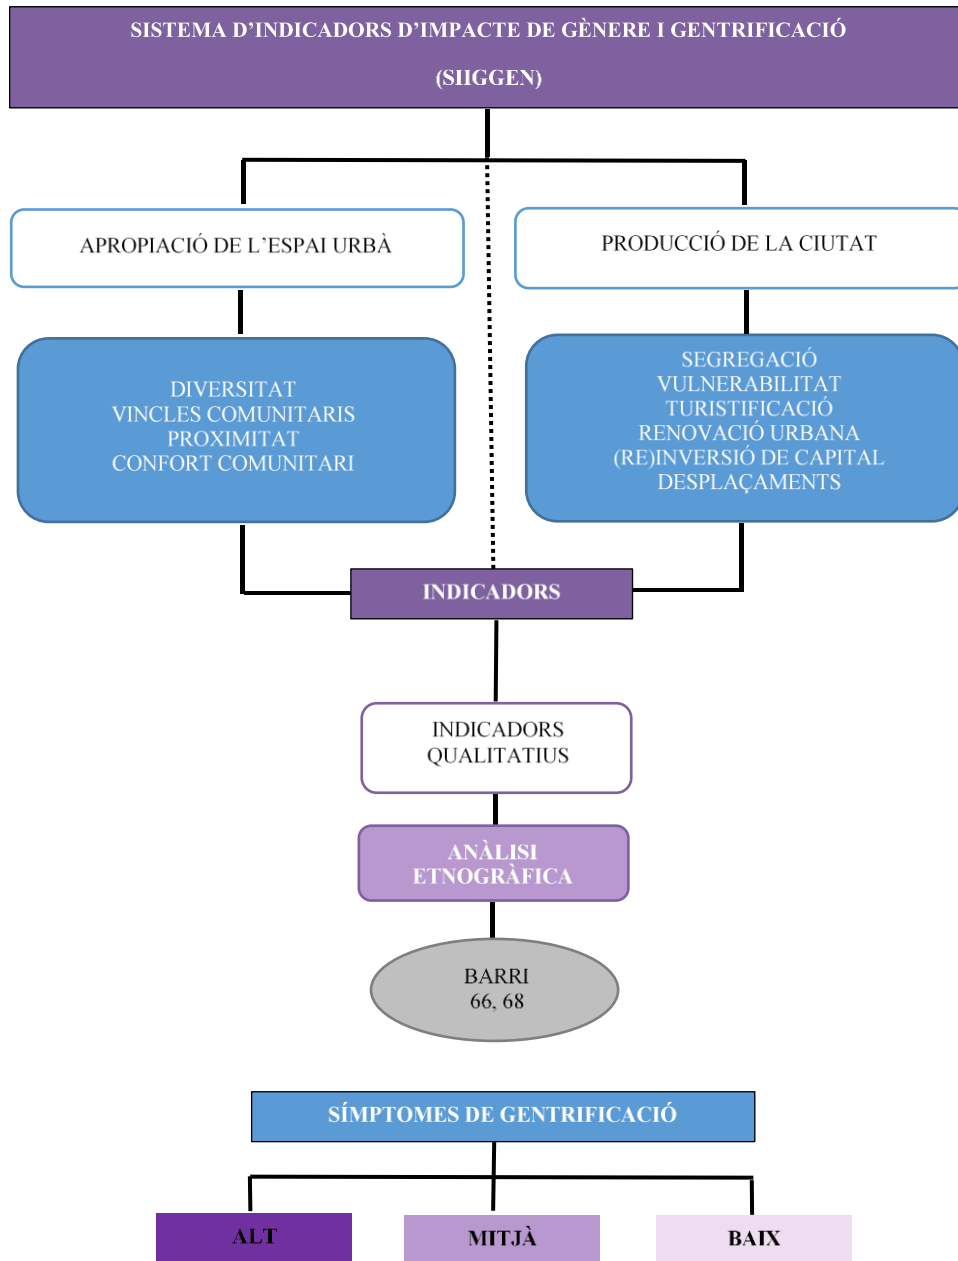 SISTEMA D'INDICADORS D'IMPACTE DE GÈNERE I GENTRIFICACIÓ
(SIIGGEN)
APROPIACIÓ DE L'ESPAI URBÀ
PRODUCCIÓ DE LA CIUTAT
DIVERSITAT
VINCLES COMUNITARIS
PROXIMITAT
CONFORT COMUNITARI
SEGREGACIÓ
VULNERABILITAT
TURISTIFICACIÓ
RENOVACIÓ URBANA
(RE)INVERSIÓ DE CAPITAL
DESPLAÇAMENTS
INDICADORS
INDICADORS
QUALITATIUS
ANÀLISI
ETNOGRÀFICA
BARRI
66, 68
SÍMPTOMES DE GENTRIFICACIÓ
ALT
MITJÀ
BAIX